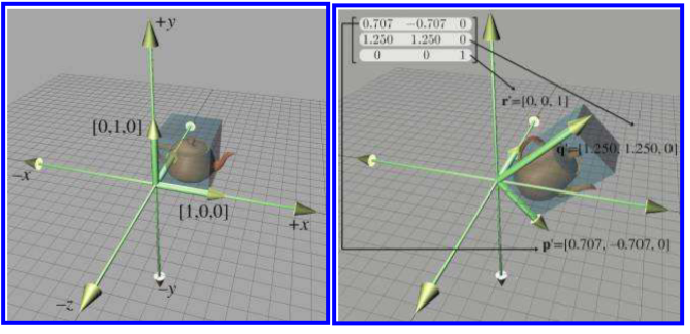 +y
[0,1,0]
−x
[1,0,0]
+x
−y
−z
0.707 −0.707 0
1.250 1.250 0
0 0 1
r'=[0, 0, 1]
q'=[1.250, 1.250, 0]
p'=[0.707, −0.707, 0]